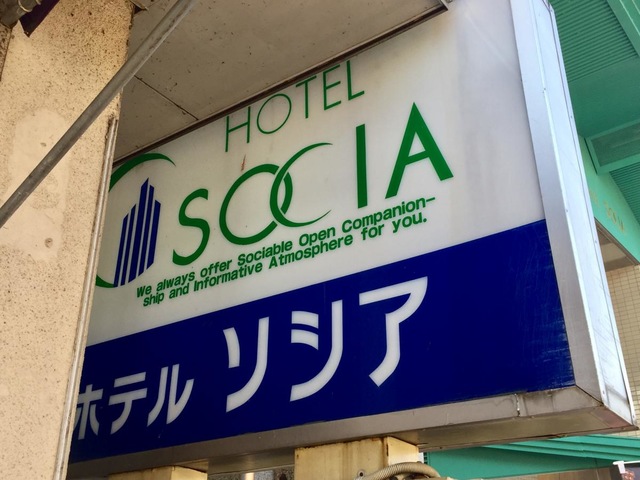 HOTEL
SOCIA
We always offer Sociable Open Companion-
ship and Informative Atmosphere for you.
ホテル ソシア